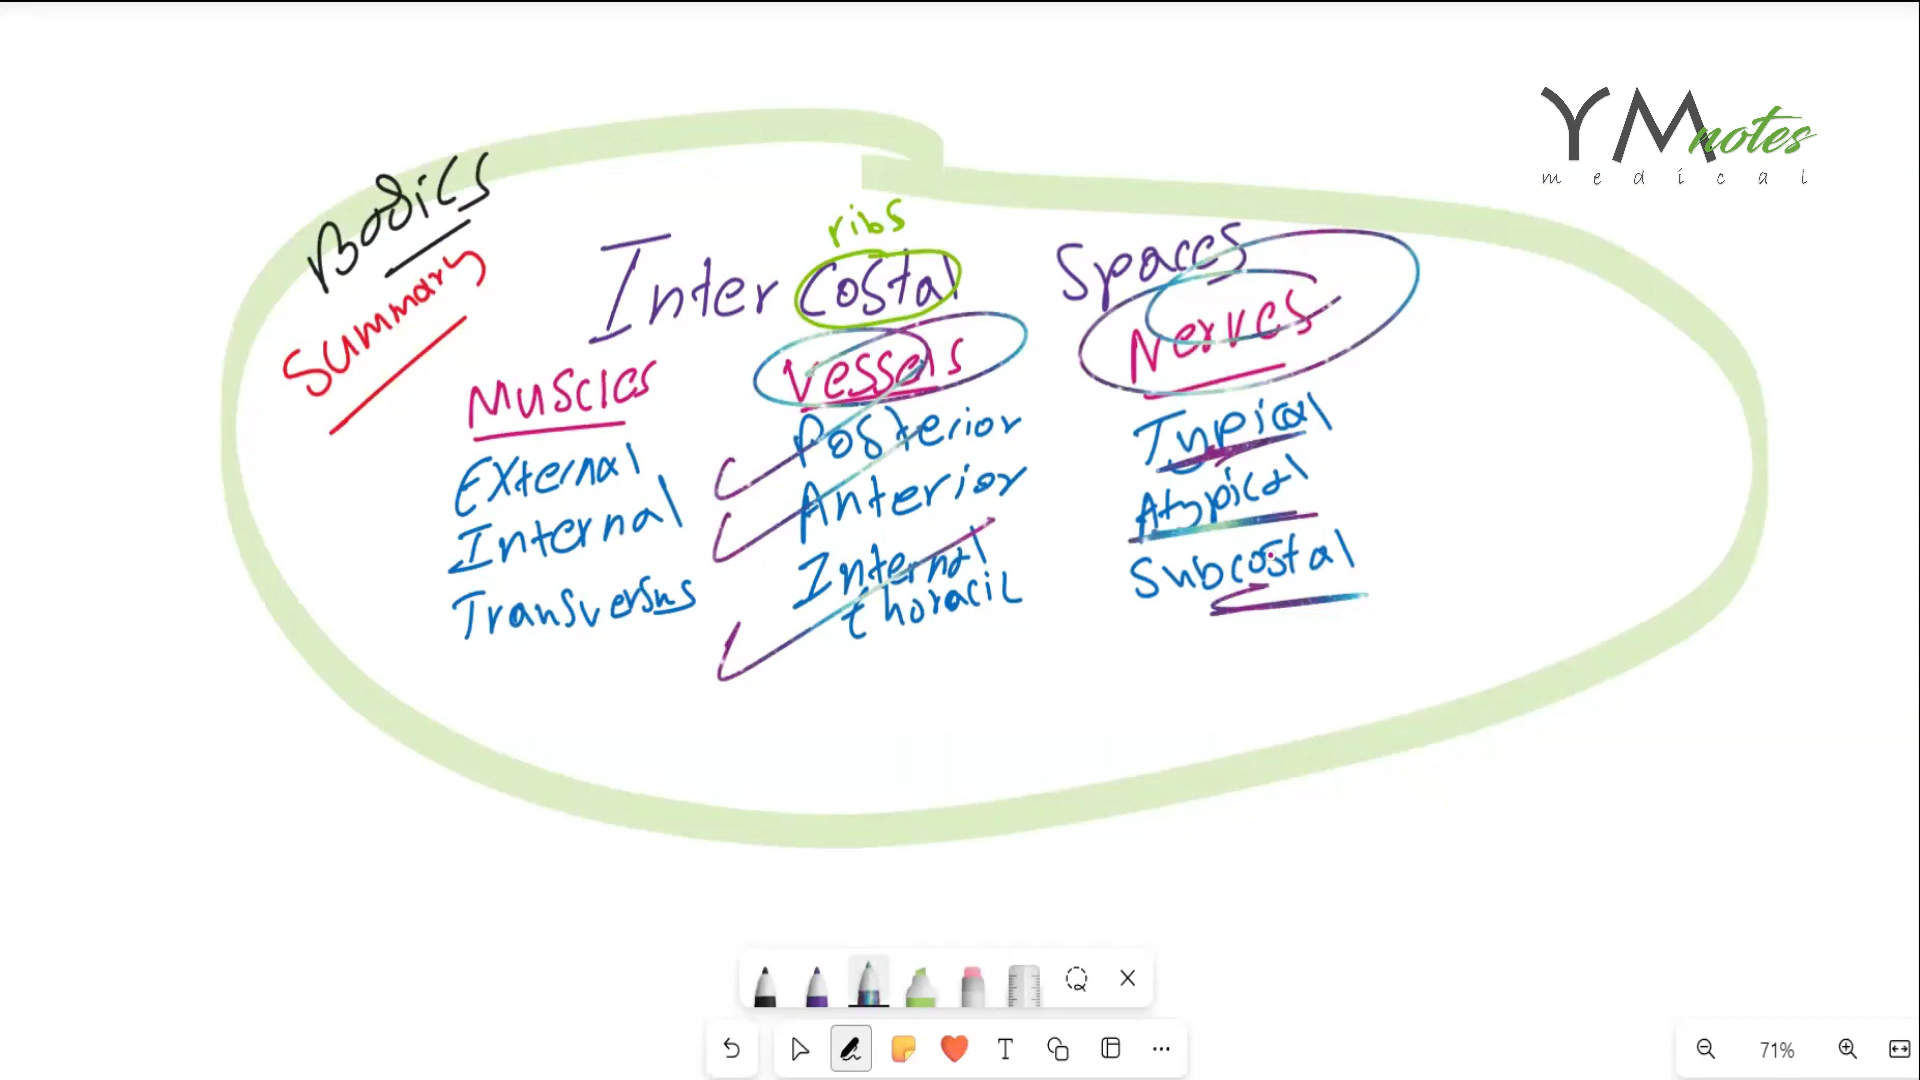 YM notes
medical
Bodies
Summary
ribs
Inter Costal Spaces
Muscles
External
Internal
Transversus
Vessels
Posterior
Anterior
Internal
thoracic
Nerves
Typical
Atypical
Subcostal
71%